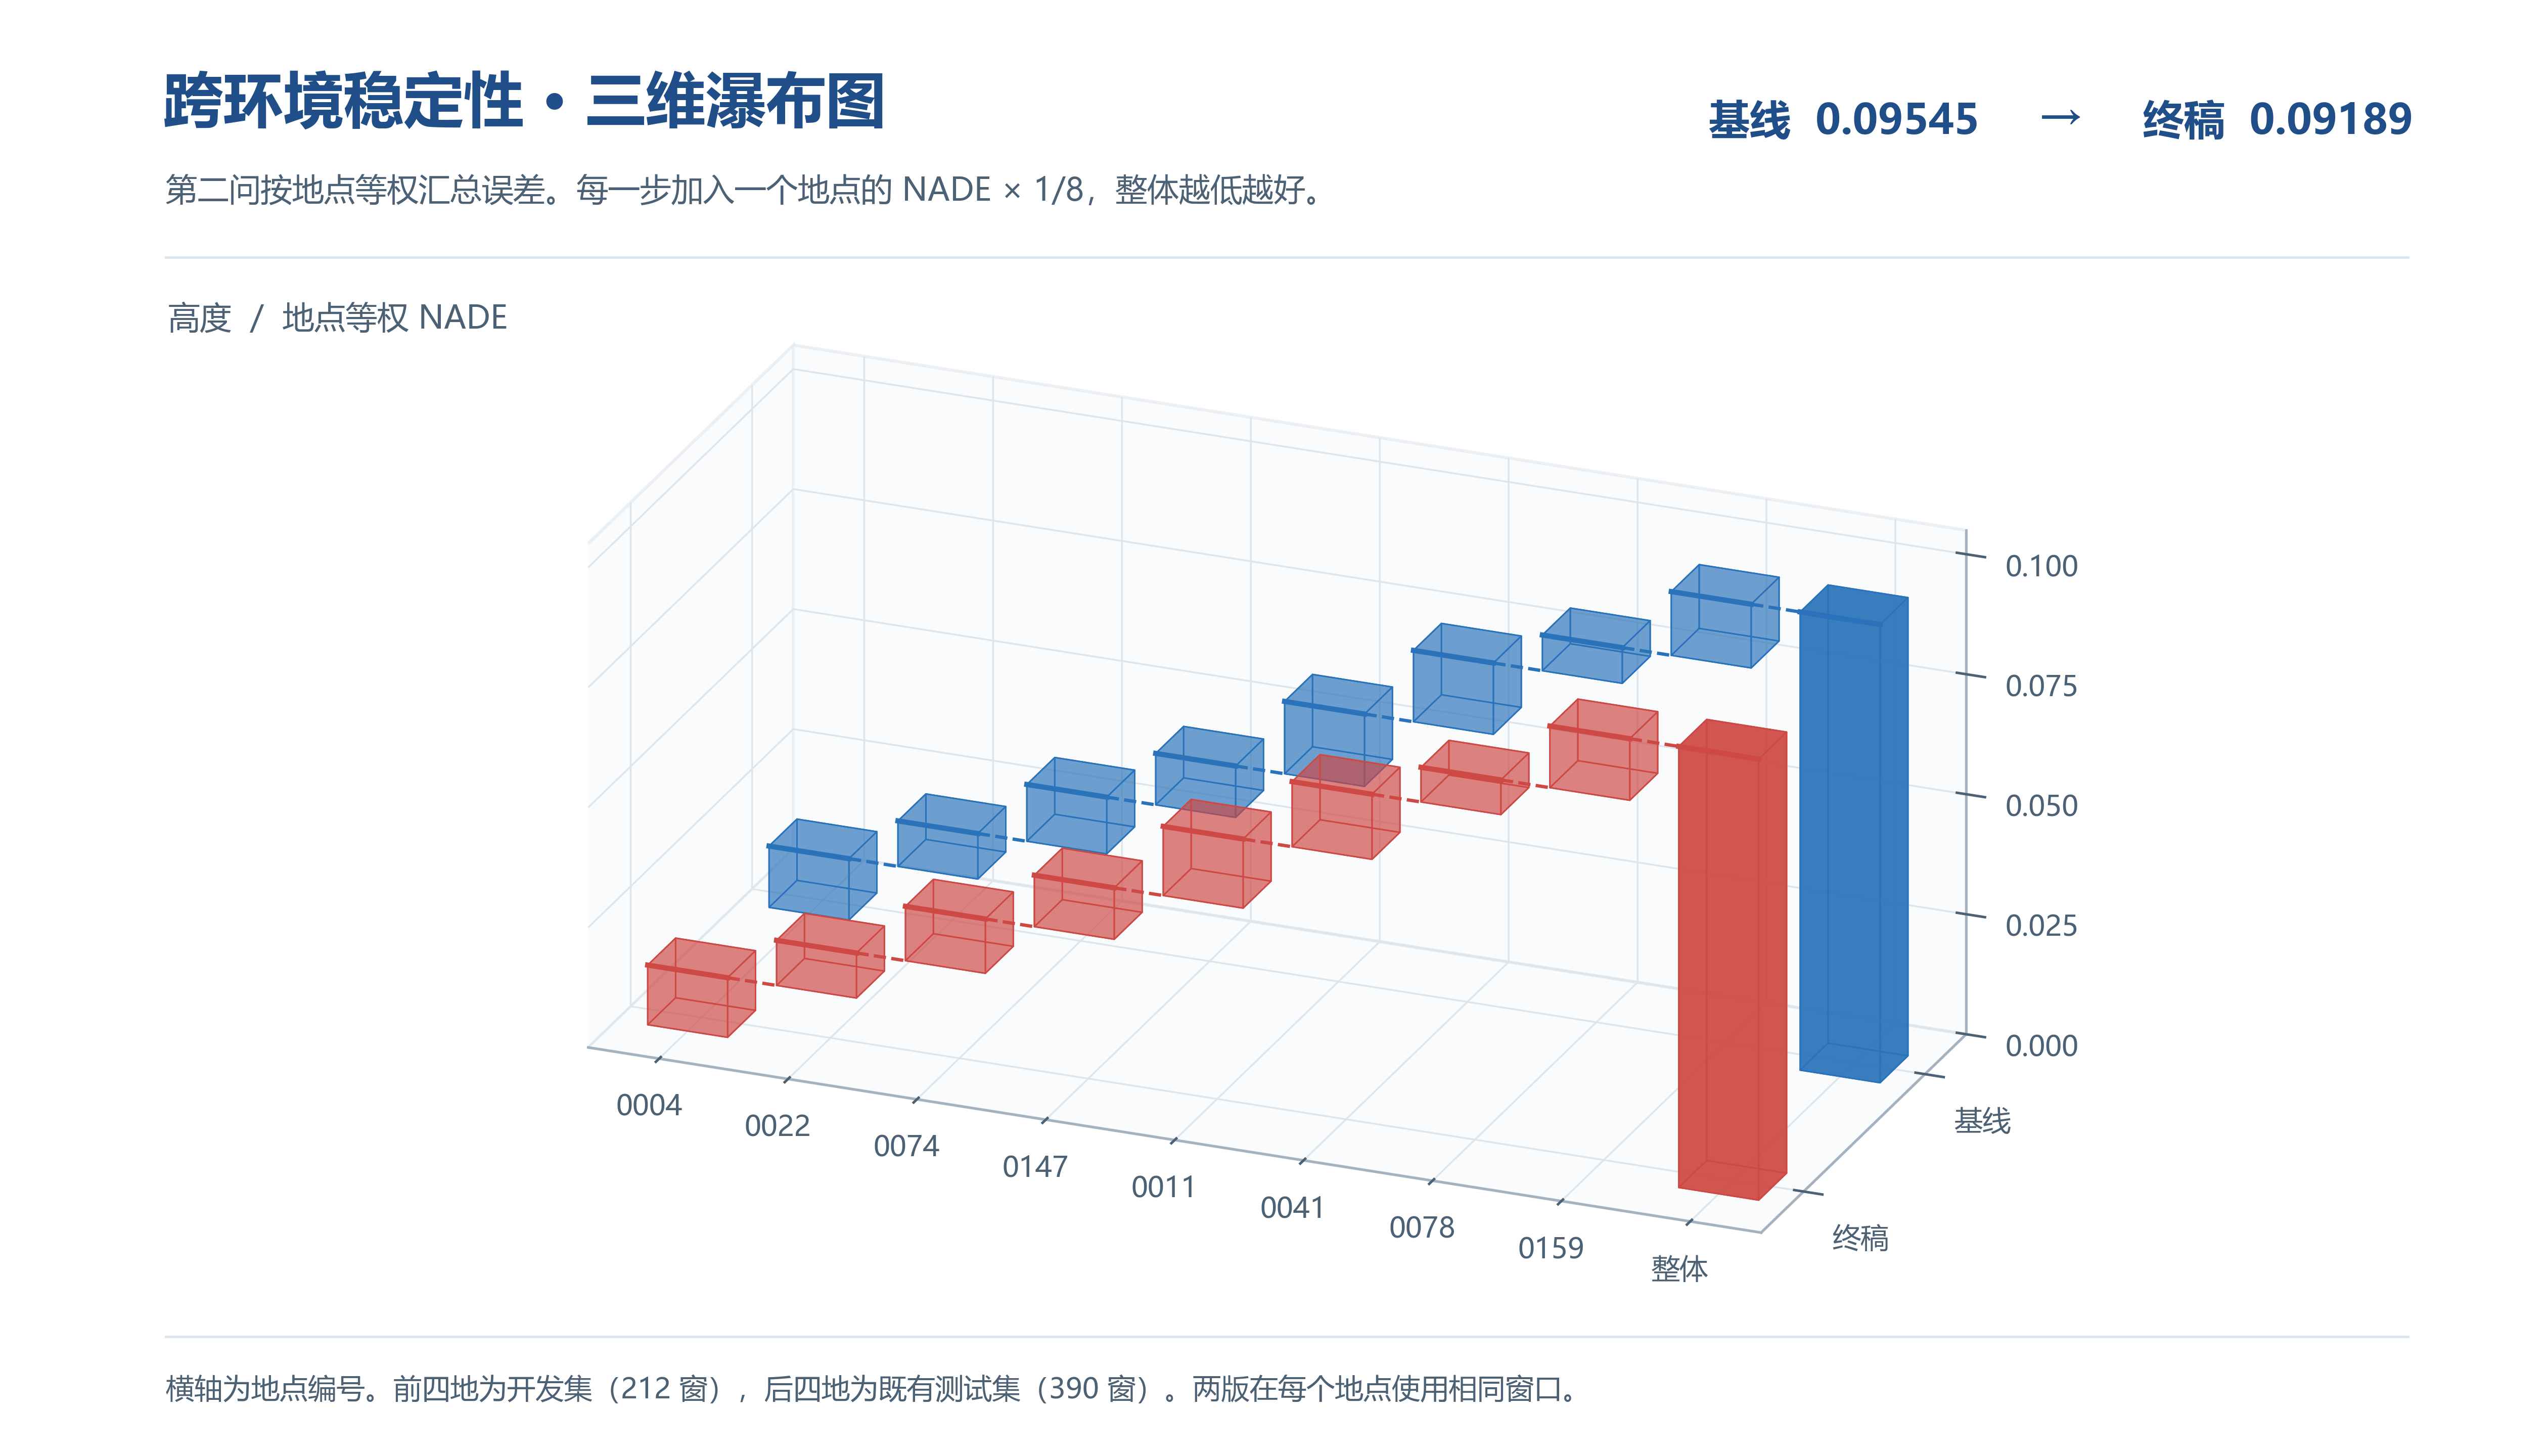 跨环境稳定性·三维瀑布图
基线 0.09545 → 终稿 0.09189
第二问按地点等权汇总误差。每一步加入一个地点的 NADE × 1/8，整体越低越好。
高度 / 地点等权 NADE
0.100
0.075
0.050
0.025
0.000
基线
终稿
0004
0022
0074
0147
0011
0041
0078
0159
整体
横轴为地点编号。前四地为开发集（212 窗），后四地为既有测试集（390 窗）。两版在每个地点使用相同窗口。